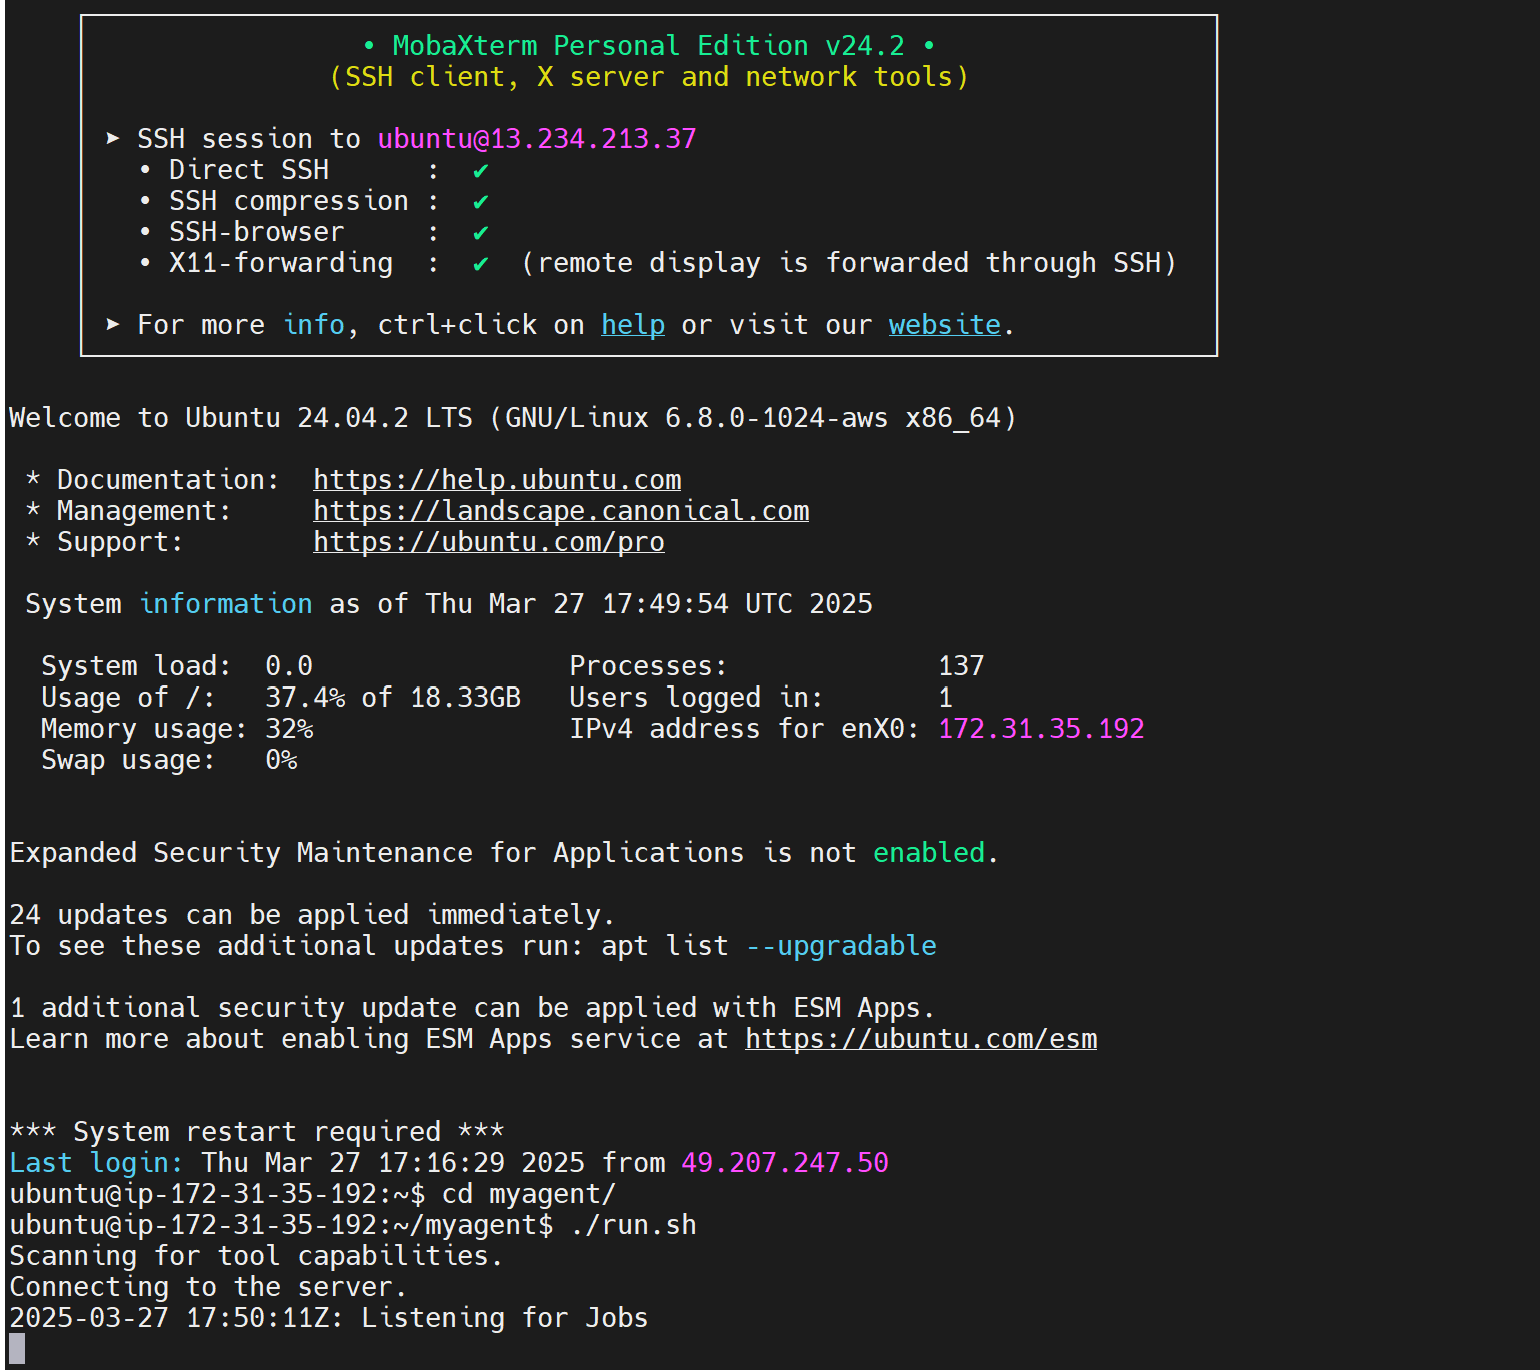 • MobaXterm Personal Edition v24.2 •
(SSH client, X server and network tools)
➤ SSH session to ubuntu@13.234.213.37
• Direct SSH : ✔
• SSH compression : ✔
• SSH-browser : ✔
• X11-forwarding : ✔ (remote display is forwarded through SSH)
➤ For more info, ctrl+click on help or visit our website.
Welcome to Ubuntu 24.04.2 LTS (GNU/Linux 6.8.0-1024-aws x86_64)
* Documentation: https://help.ubuntu.com
* Management: https://landscape.canonical.com
* Support: https://ubuntu.com/pro
System information as of Thu Mar 27 17:49:54 UTC 2025
System load: 0.0 Processes: 137
Usage of /: 37.4% of 18.33GB Users logged in: 1
Memory usage: 32% IPv4 address for enX0: 172.31.35.192
Swap usage: 0%
Expanded Security Maintenance for Applications is not enabled.
24 updates can be applied immediately.
To see these additional updates run: apt list --upgradable
1 additional security update can be applied with ESM Apps.
Learn more about enabling ESM Apps service at https://ubuntu.com/esm
*** System restart required ***
Last login: Thu Mar 27 17:16:29 2025 from 49.207.247.50
ubuntu@ip-172-31-35-192:~$ cd myagent/
ubuntu@ip-172-31-35-192:~/myagent$ ./run.sh
Scanning for tool capabilities.
Connecting to the server.
2025-03-27 17:50:11Z: Listening for Jobs